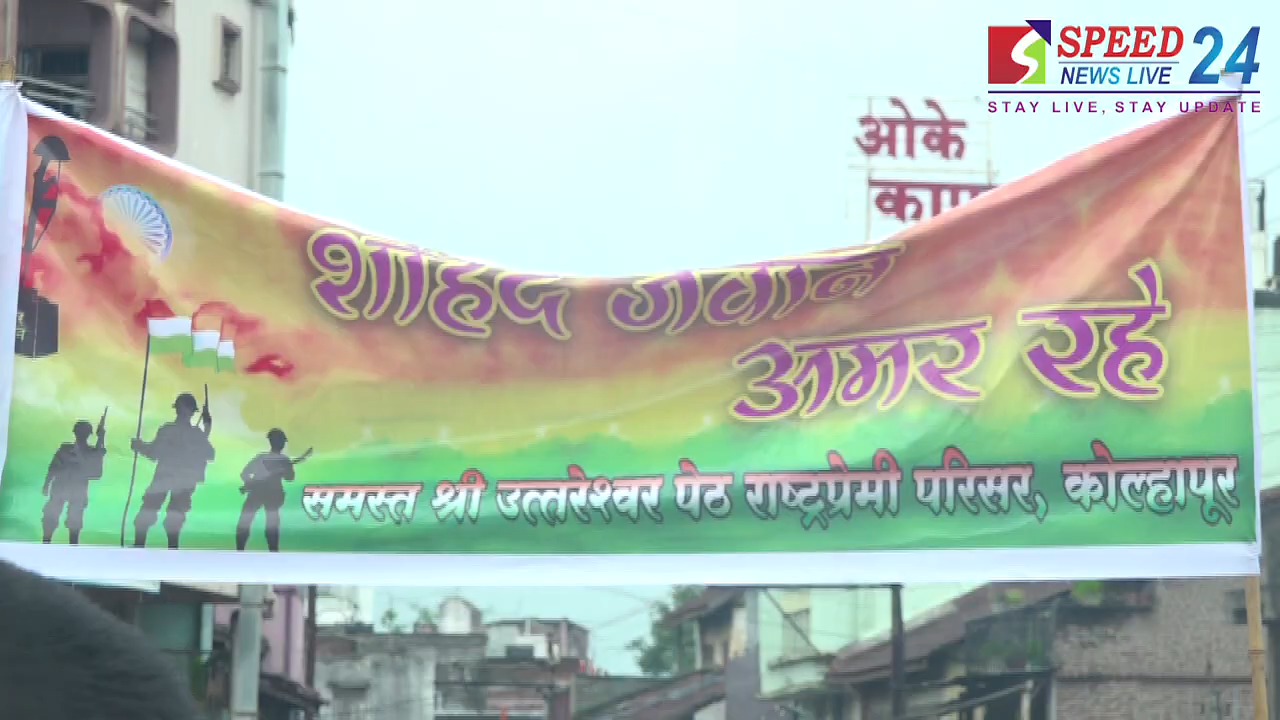 SPEED 24
NEWS LIVE
STAY LIVE, STAY UPDATE
ओके
शहिद जवान
अमर रहे
समस्त श्री उत्तरेश्वर पेठ राष्ट्रप्रेमी परिसर, कोल्हापूर